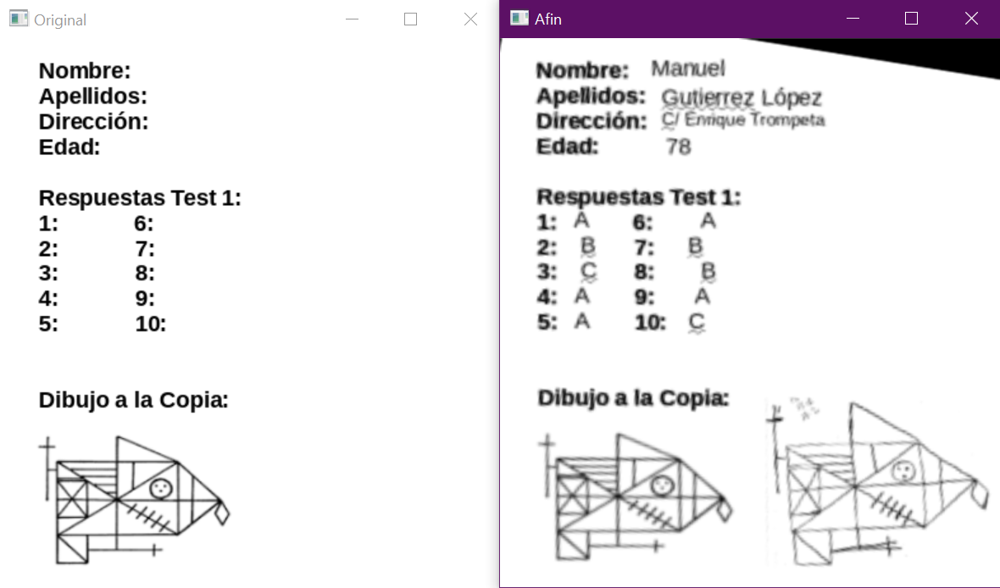 Original
Nombre:
Apellidos:
Dirección:
Edad:
Respuestas Test 1:
1: 6:
2: 7:
3: 8:
4: 9:
5: 10:
Dibujo a la Copia:
Afin
Nombre: Manuel
Apellidos: Gutierrez López
Dirección: C/ Enrique Trompeta
Edad: 78
Respuestas Test 1:
1: A 6: A
2: B 7: B
3: C 8: B
4: A 9: A
5: A 10: C
Dibujo a la Copia: